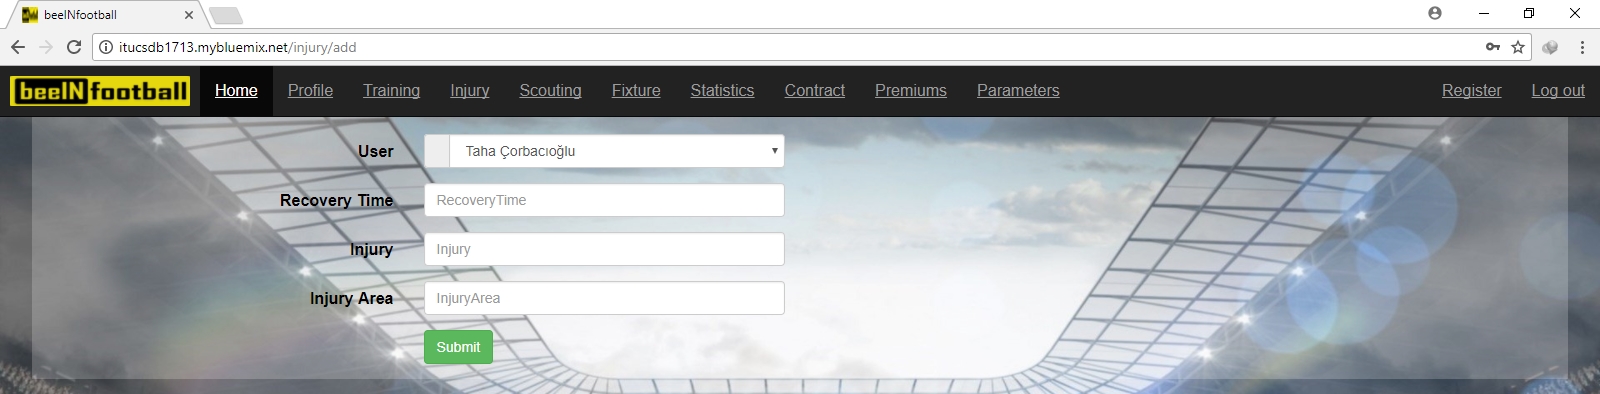 beeINfootball
itucsdb1713.mybluemix.net/injury/add
beeINfootball Home Profile Training Injury Scouting Fixture Statistics Contract Premiums Parameters Register Log out
User Taha Çorbacıoğlu
Recovery Time RecoveryTime
Injury Injury
Injury Area InjuryArea
Submit